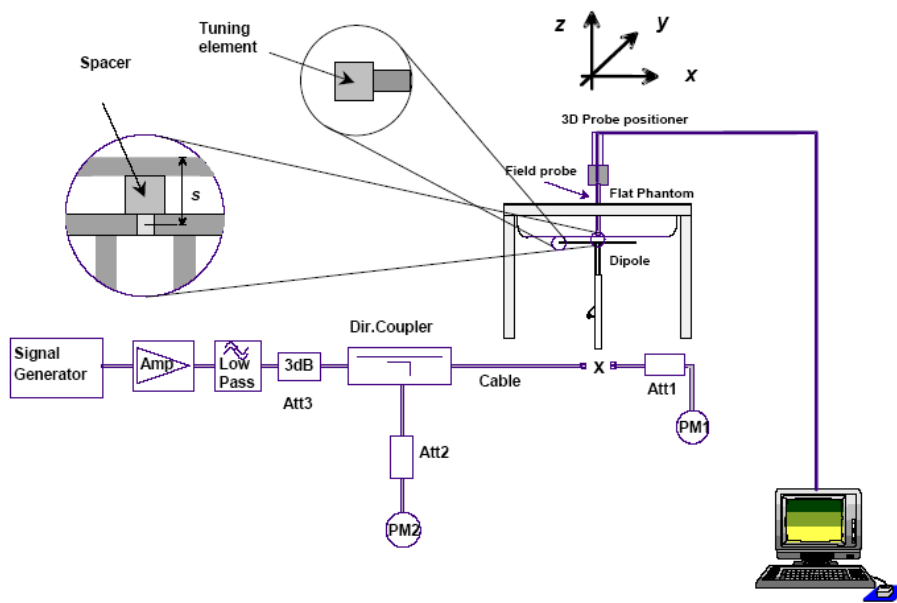 Tuning
element
Spacer
z
y
x
3D Probe positioner
Field probe
Flat Phantom
s
Dipole
Dir.Coupler
Signal
Generator
Amp
Low
Pass
3dB
Att3
Cable
X
Att1
PM1
Att2
PM2